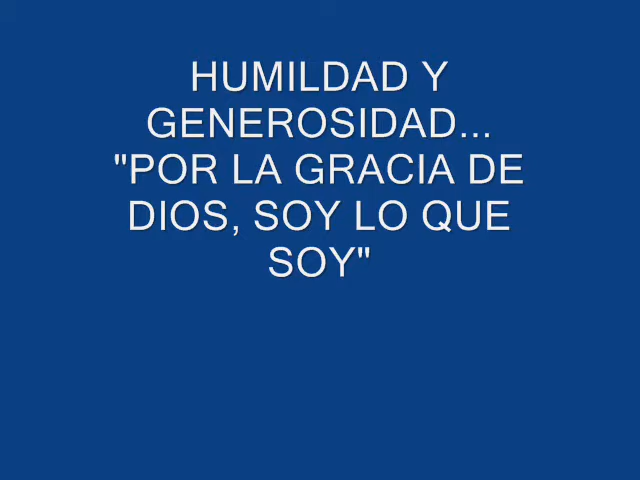 HUMILDAD Y
GENEROSIDAD...
"POR LA GRACIA DE
DIOS, SOY LO QUE
SOY"